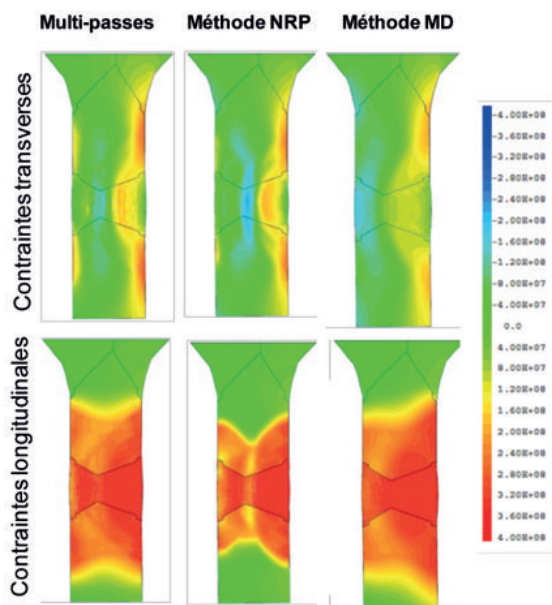 Multi-passes
Méthode NRP
Méthode MD
Contraintes transverses
Contraintes longitudinales
-4.00E+08
-3.60E+08
-3.20E+08
-2.80E+08
-2.40E+08
-2.00E+08
-1.60E+08
-1.20E+08
-8.00E+07
-4.00E+07
0.0
4.00E+07
8.00E+07
1.20E+08
1.60E+08
2.00E+08
2.40E+08
2.80E+08
3.20E+08
3.60E+08
4.00E+08